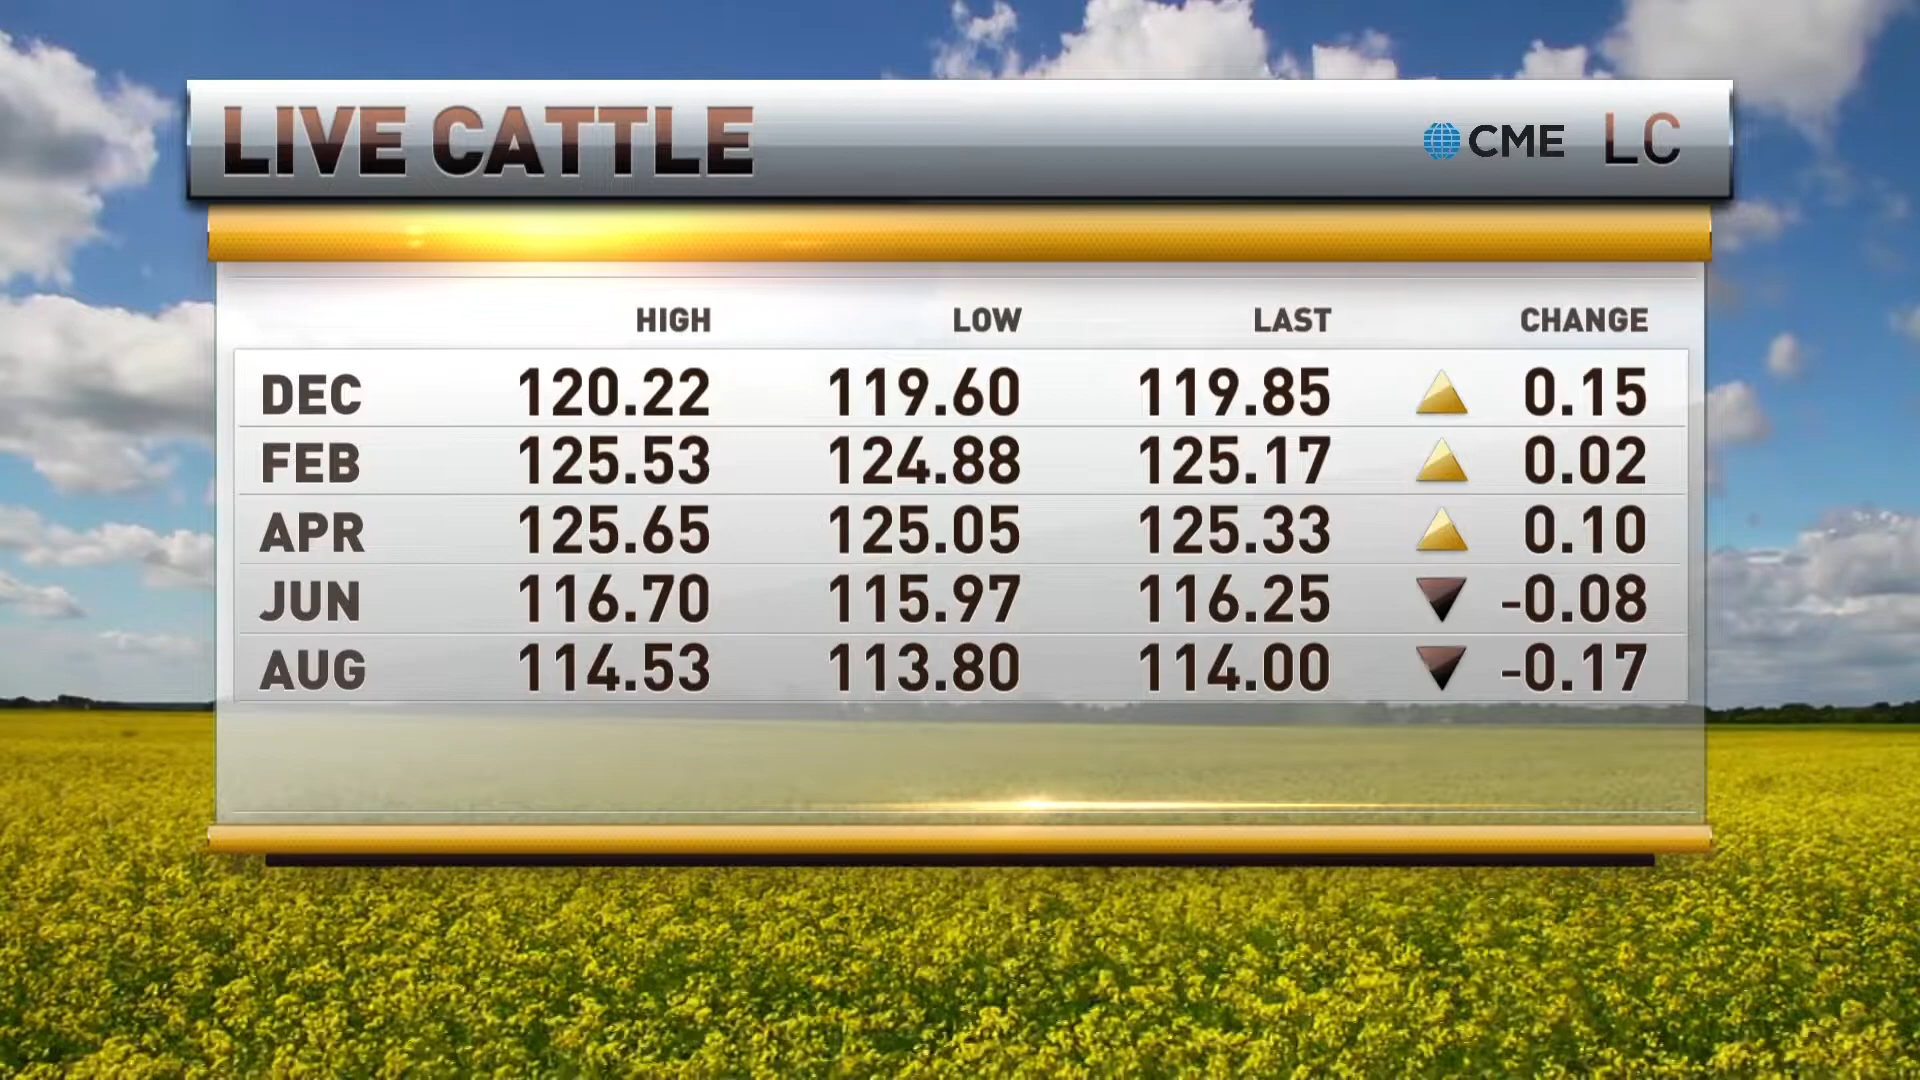 LIVE CATTLE CME LC
HIGH LOW LAST CHANGE
DEC 120.22 119.60 119.85 0.15
FEB 125.53 124.88 125.17 0.02
APR 125.65 125.05 125.33 0.10
JUN 116.70 115.97 116.25 -0.08
AUG 114.53 113.80 114.00 -0.17